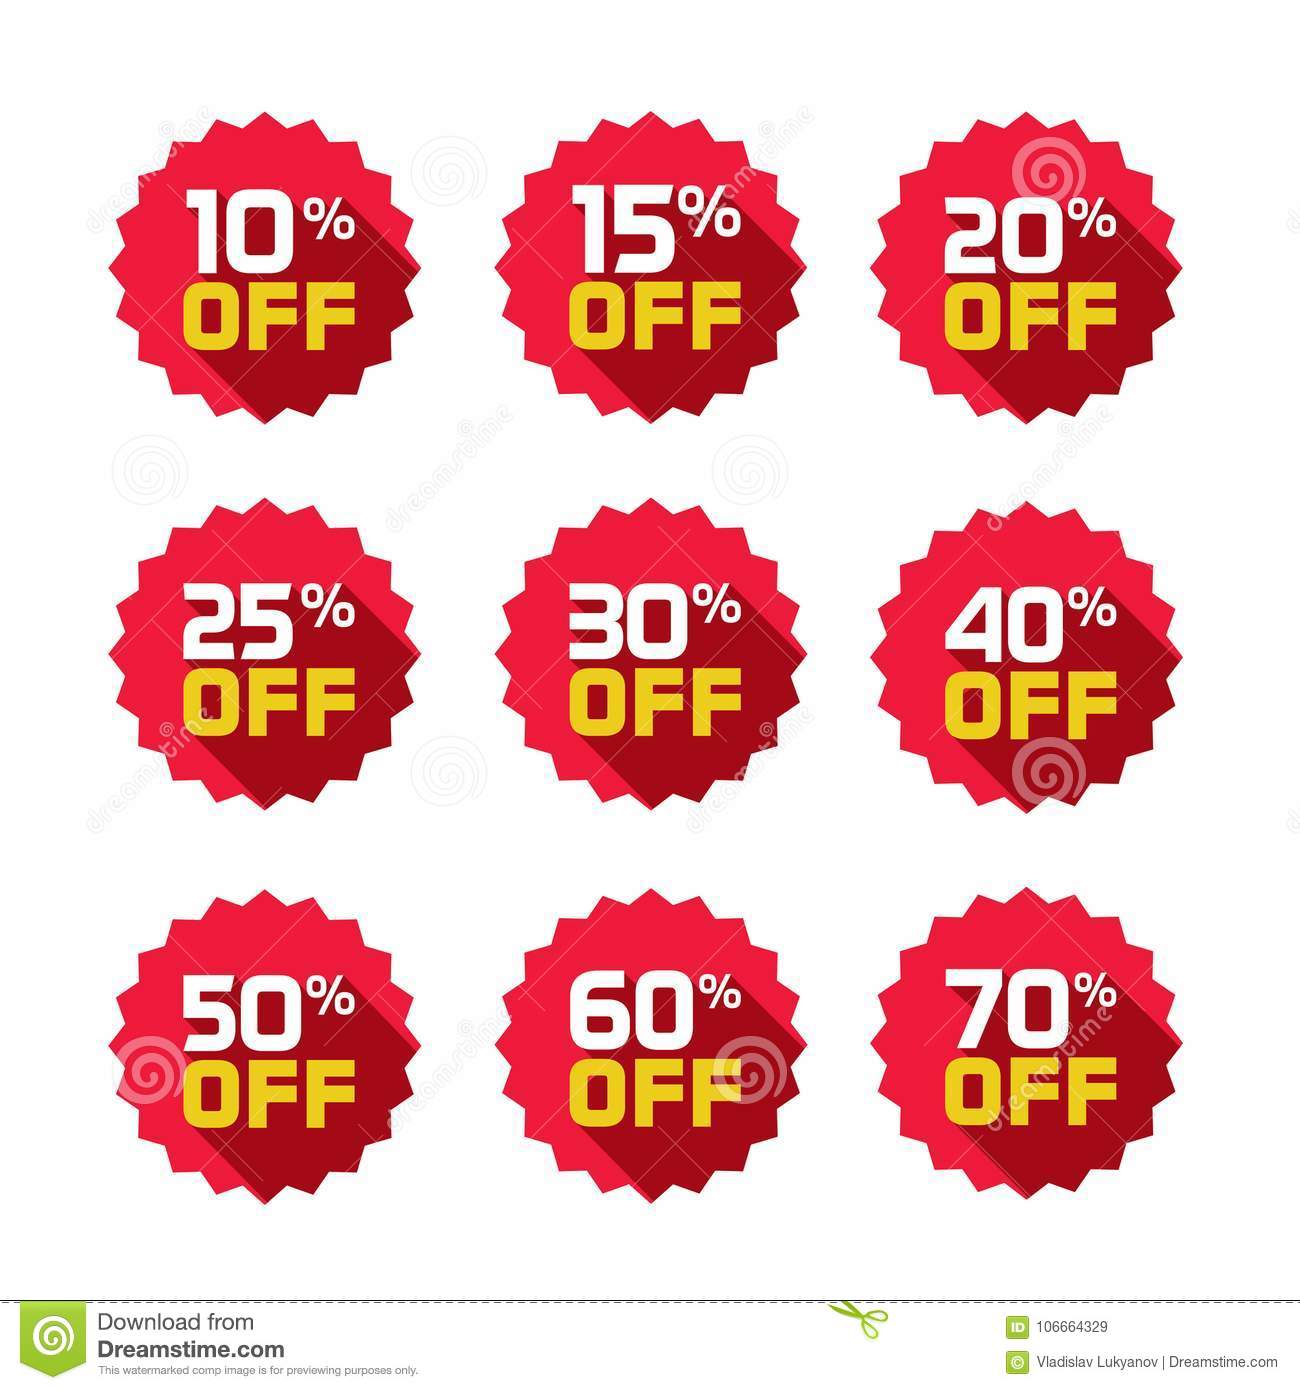 10%
OFF
15%
OFF
20%
OFF
25%
OFF
30%
OFF
40%
OFF
50%
OFF
60%
OFF
70%
OFF
Download from
Dreamstime.com
This watermarked comp image is for previewing purposes only.
ID 106664329
© Vladislav Lukyanov | Dreamstime.com